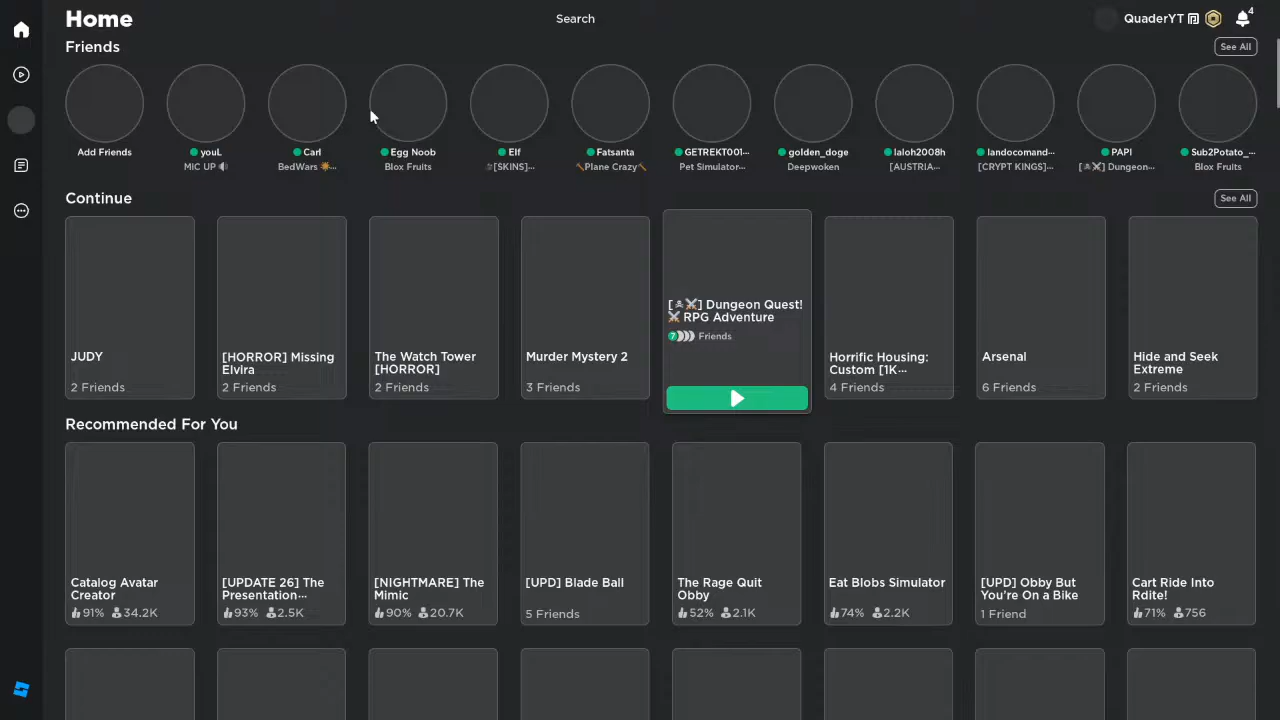 Home
Search
QuaderYT
4
Friends
See All
Add Friends
youL
Carl
Egg Noob
Elf
Fatsanta
GETREKT001···
golden_doge
laloh2008h
landocomand···
PAPI
Sub2Potato_···
MIC UP 🔊
BedWars ☀️···
Blox Fruits
☠[SKINS]···
🔨Plane Crazy🔨
Pet Simulator···
Deepwoken
[AUSTRIA···
[CRYPT KINGS]···
[☠⚔️] Dungeon···
Blox Fruits
Continue
See All
JUDY
2 Friends
[HORROR] Missing
Elvira
2 Friends
The Watch Tower
[HORROR]
2 Friends
Murder Mystery 2
3 Friends
[☠⚔️] Dungeon Quest!
⚔️ RPG Adventure
7 Friends
Horrific Housing:
Custom [1K···
4 Friends
Arsenal
6 Friends
Hide and Seek
Extreme
2 Friends
Recommended For You
Catalog Avatar
Creator
91% 34.2K
[UPDATE 26] The
Presentation···
93% 2.5K
[NIGHTMARE] The
Mimic
90% 20.7K
[UPD] Blade Ball
5 Friends
The Rage Quit
Obby
52% 2.1K
Eat Blobs Simulator
74% 2.2K
[UPD] Obby But
You're On a Bike
1 Friend
Cart Ride Into
Rdite!
71% 756